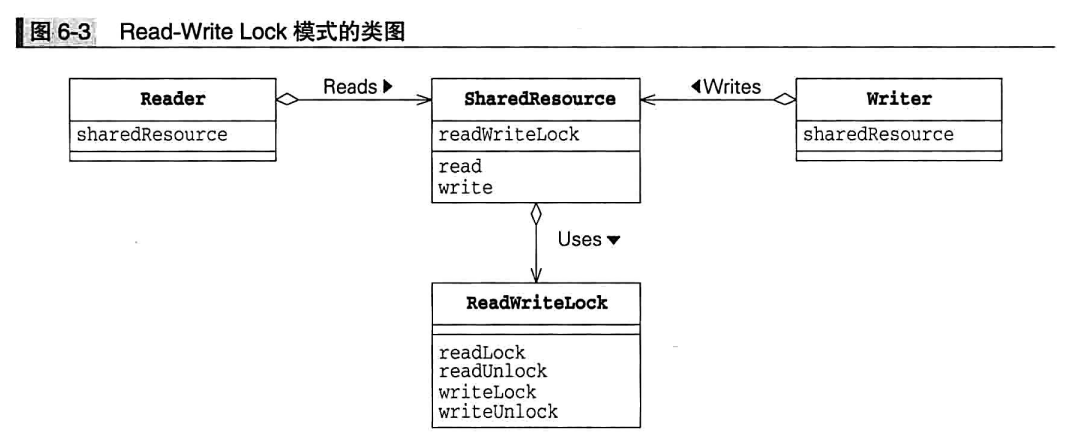 图 6-3 Read-Write Lock 模式的类图
Reader
sharedResource
Reads ▶
SharedResource
readWriteLock
read
write
◀Writes
Writer
sharedResource
Uses ▼
ReadWriteLock
readLock
readUnlock
writeLock
writeUnlock